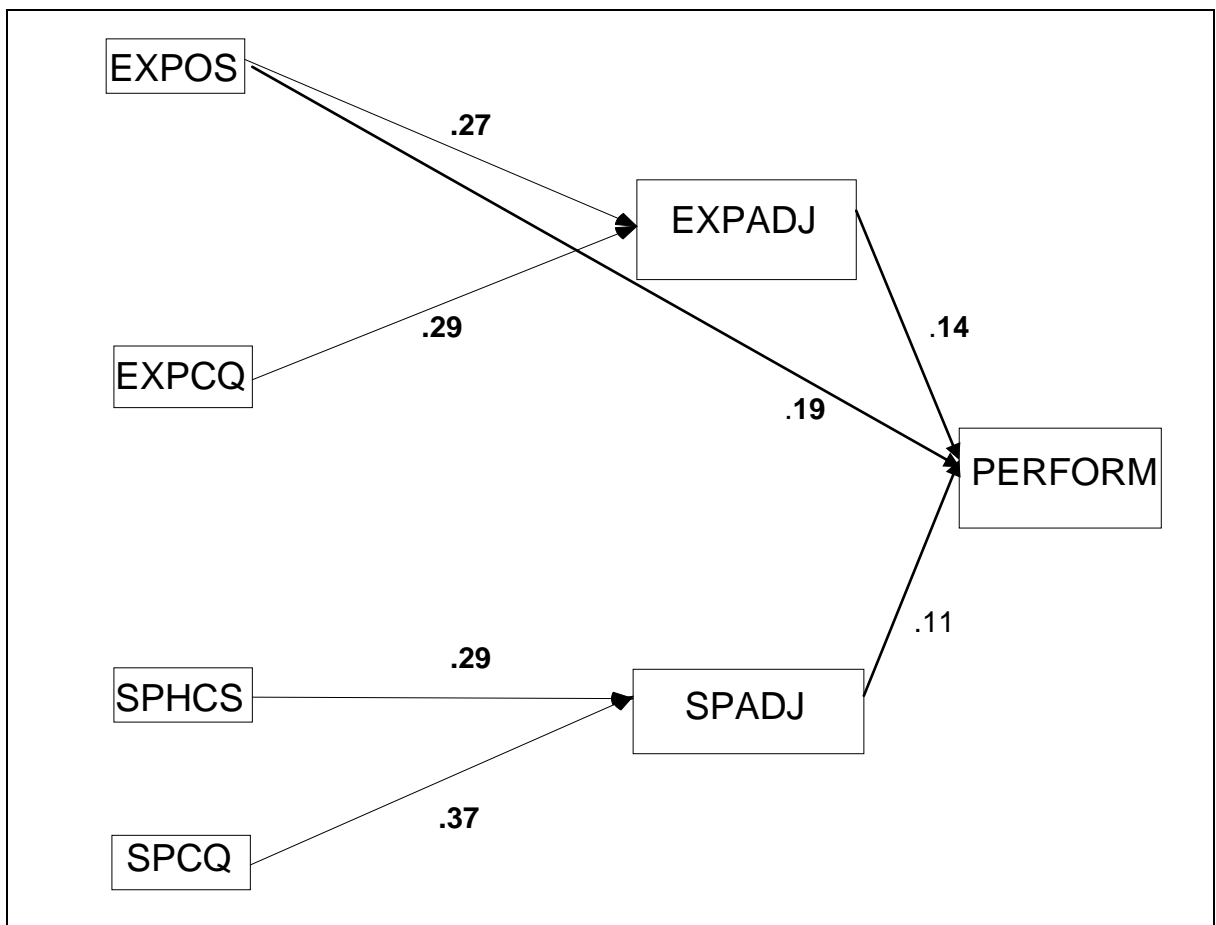 EXPOS
.27
EXPADJ
.29
.14
EXPCQ
.19
PERFORM
.11
.29
SPHCS
SPADJ
.37
SPCQ